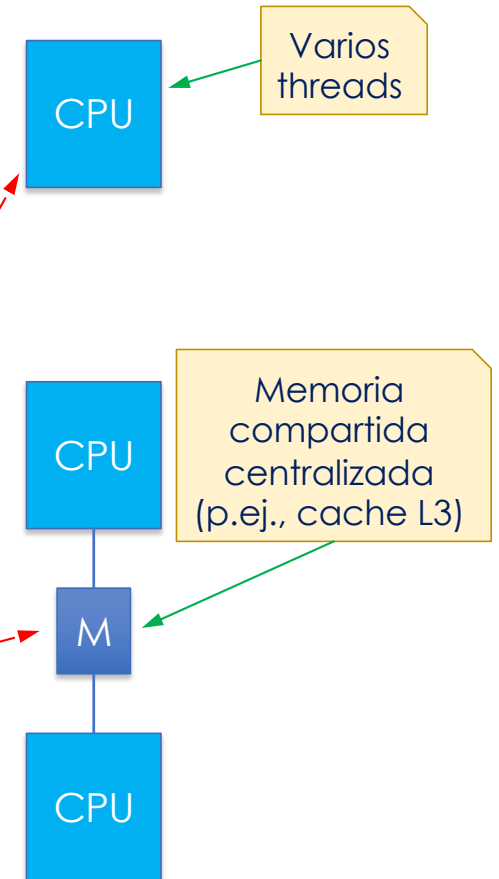 Varios
threads
CPU
Memoria
compartida
centralizada
(p.ej., cache L3)
CPU
M
CPU